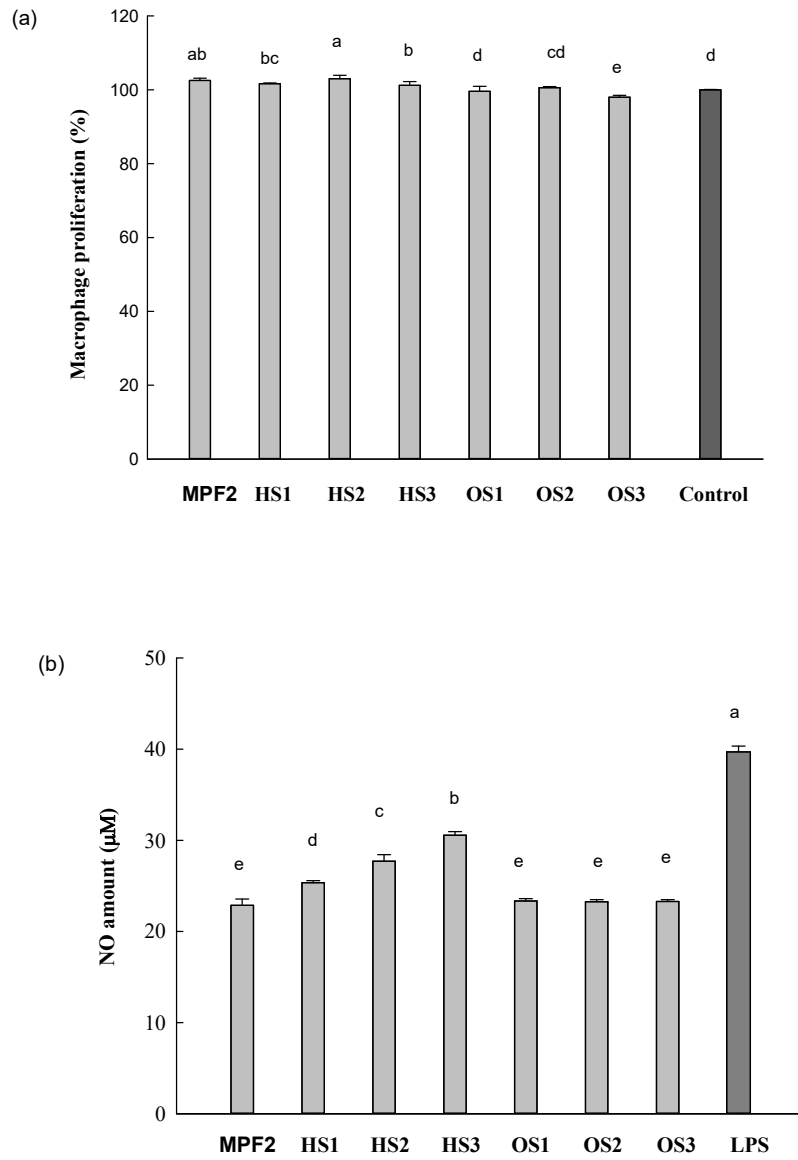 (a)
120
100
80
60
40
20
0
Macrophage proliferation (%)
ab bc a b d cd e d
MPF2 HS1 HS2 HS3 OS1 OS2 OS3 Control
(b)
50
40
30
20
10
0
NO amount (μM)
e d c b e e e a
MPF2 HS1 HS2 HS3 OS1 OS2 OS3 LPS